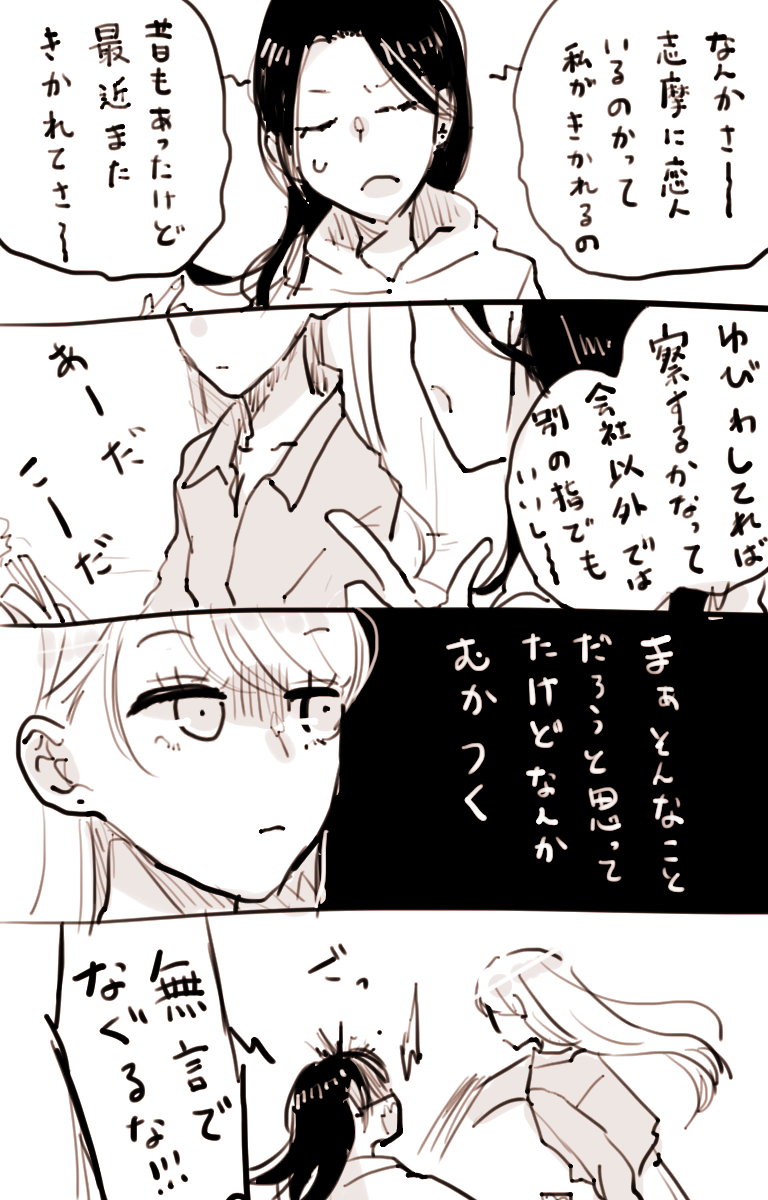 なんかさー
志摩に恋人
いるのかって
私がきかれるの
昔もあったけど
最近また
きかれてさ〜
ゆびわしてれば
察するかなって
会社以外では
別の指でも
いいし〜
あーだ
こーだ
まぁそんなこと
だろうと思って
たけどなんか
むかつく
ごっ
無言で
なぐるな!!!